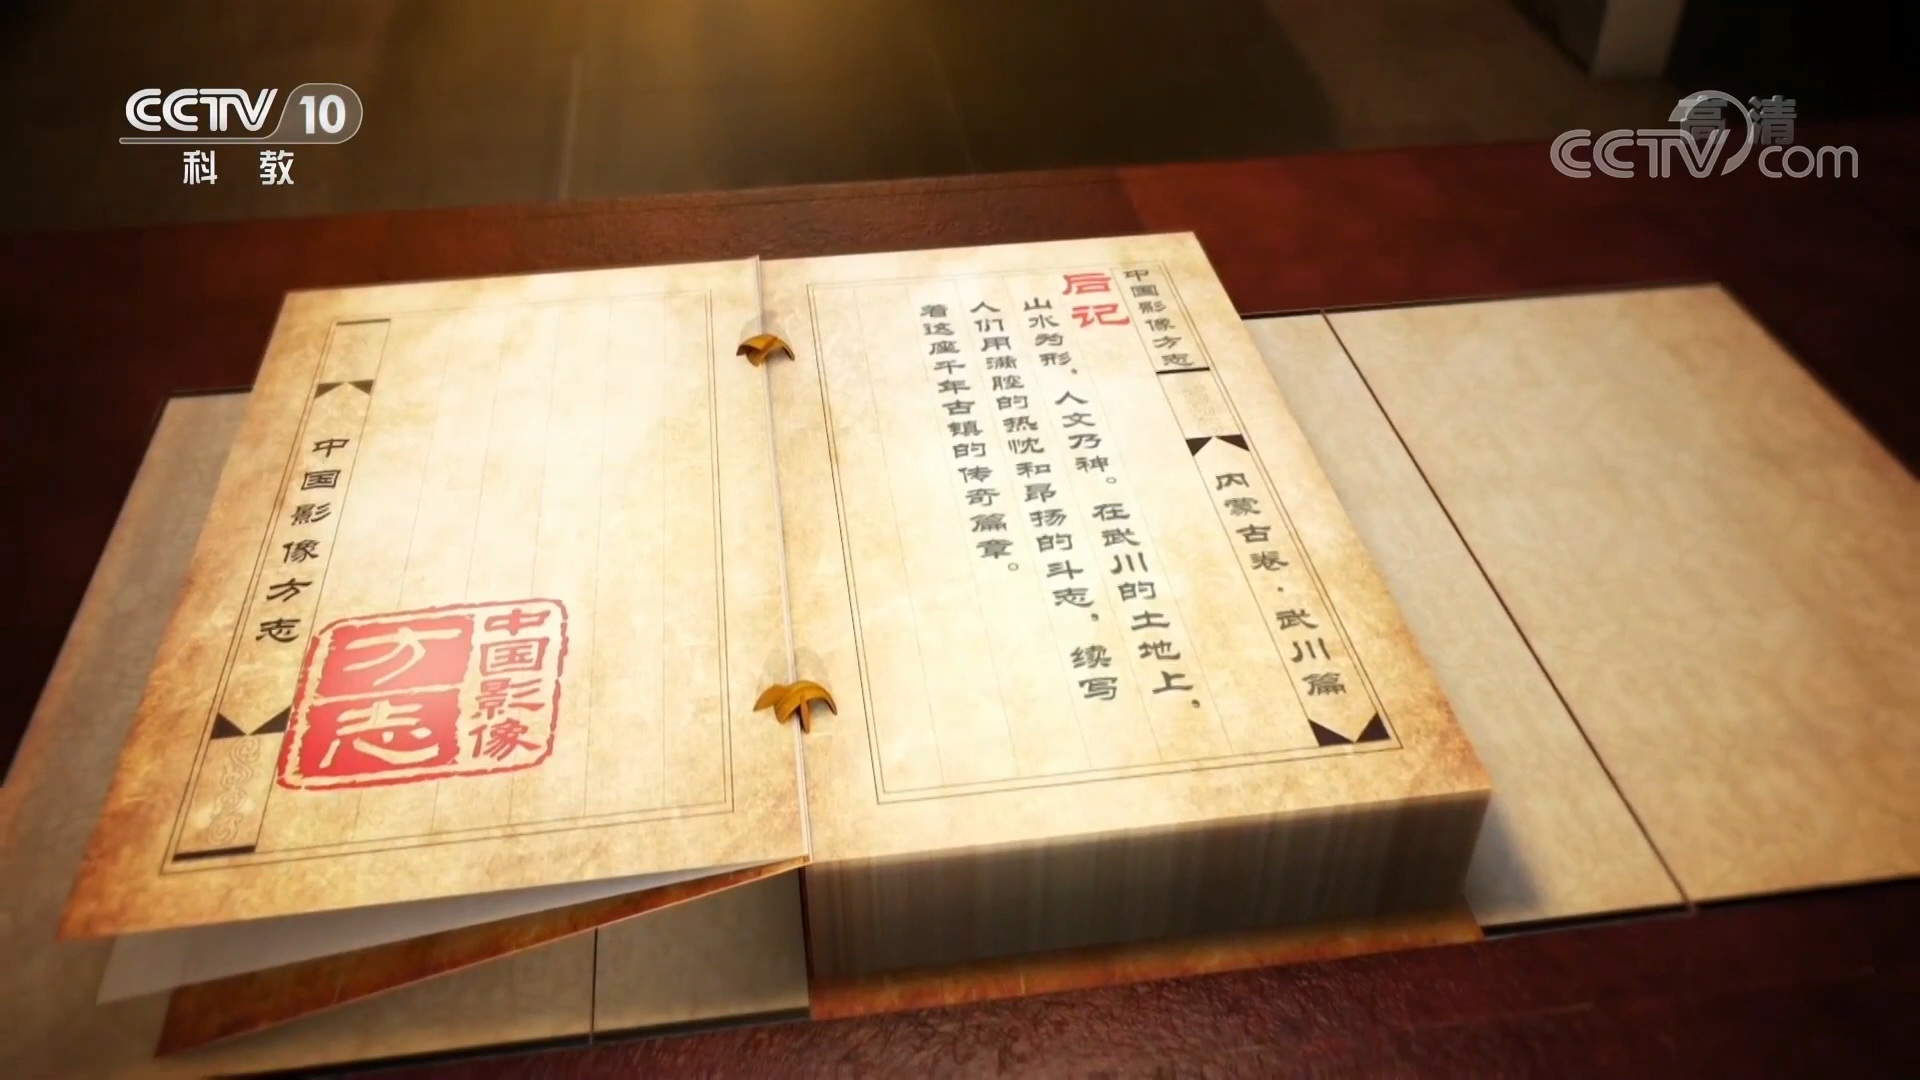 CCTV 10
科教
高清
CCTV.com
中国影像方志
内蒙古卷·武川篇
后记
山水为形，人文乃神。在武川的土地上，
人们用满腔的热忱和昂扬的斗志，续写
着这座千年古镇的传奇篇章。
中国影像方志
中国影像
方志